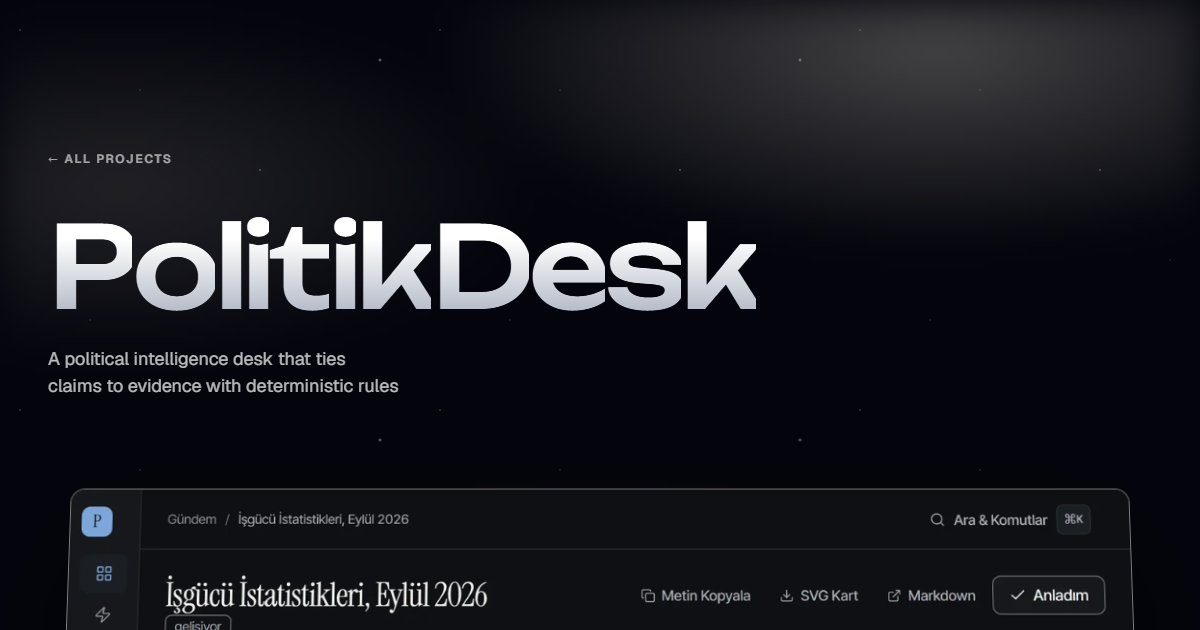 ← ALL PROJECTS
PolitikDesk
A political intelligence desk that ties
claims to evidence with deterministic rules
P
Gündem / İşgücü İstatistikleri, Eylül 2026
Ara & Komutlar ⌘K
İşgücü İstatistikleri, Eylül 2026
Metin Kopyala SVG Kart Markdown Anladım
gelişiyor